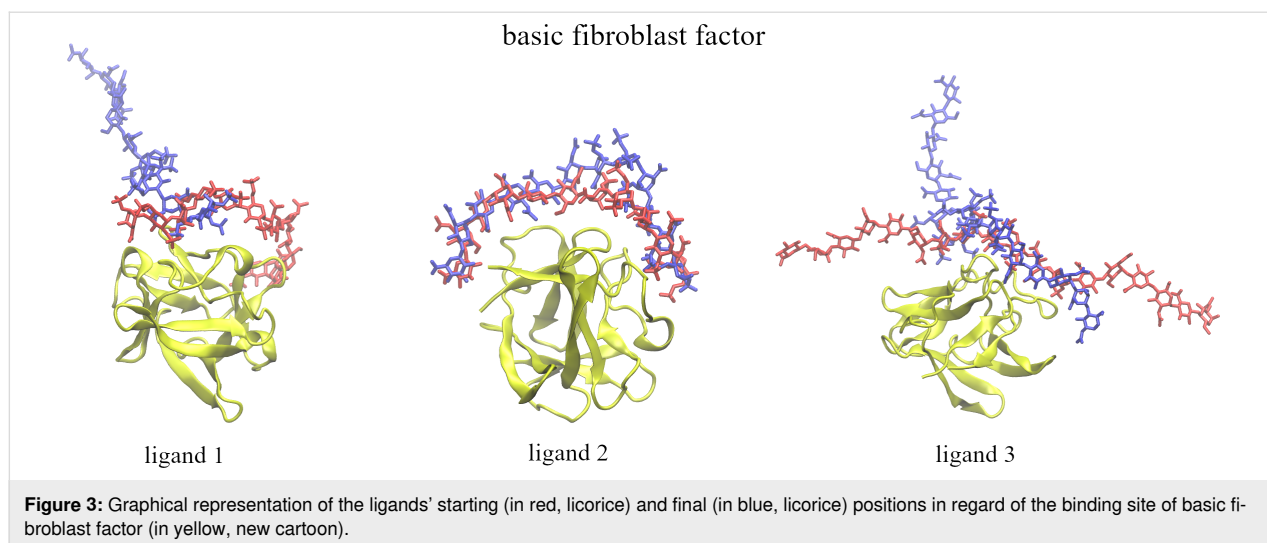 basic fibroblast factor
ligand 1
ligand 2
ligand 3
Figure 3: Graphical representation of the ligands’ starting (in red, licorice) and final (in blue, licorice) positions in regard of the binding site of basic fi-
broblast factor (in yellow, new cartoon).